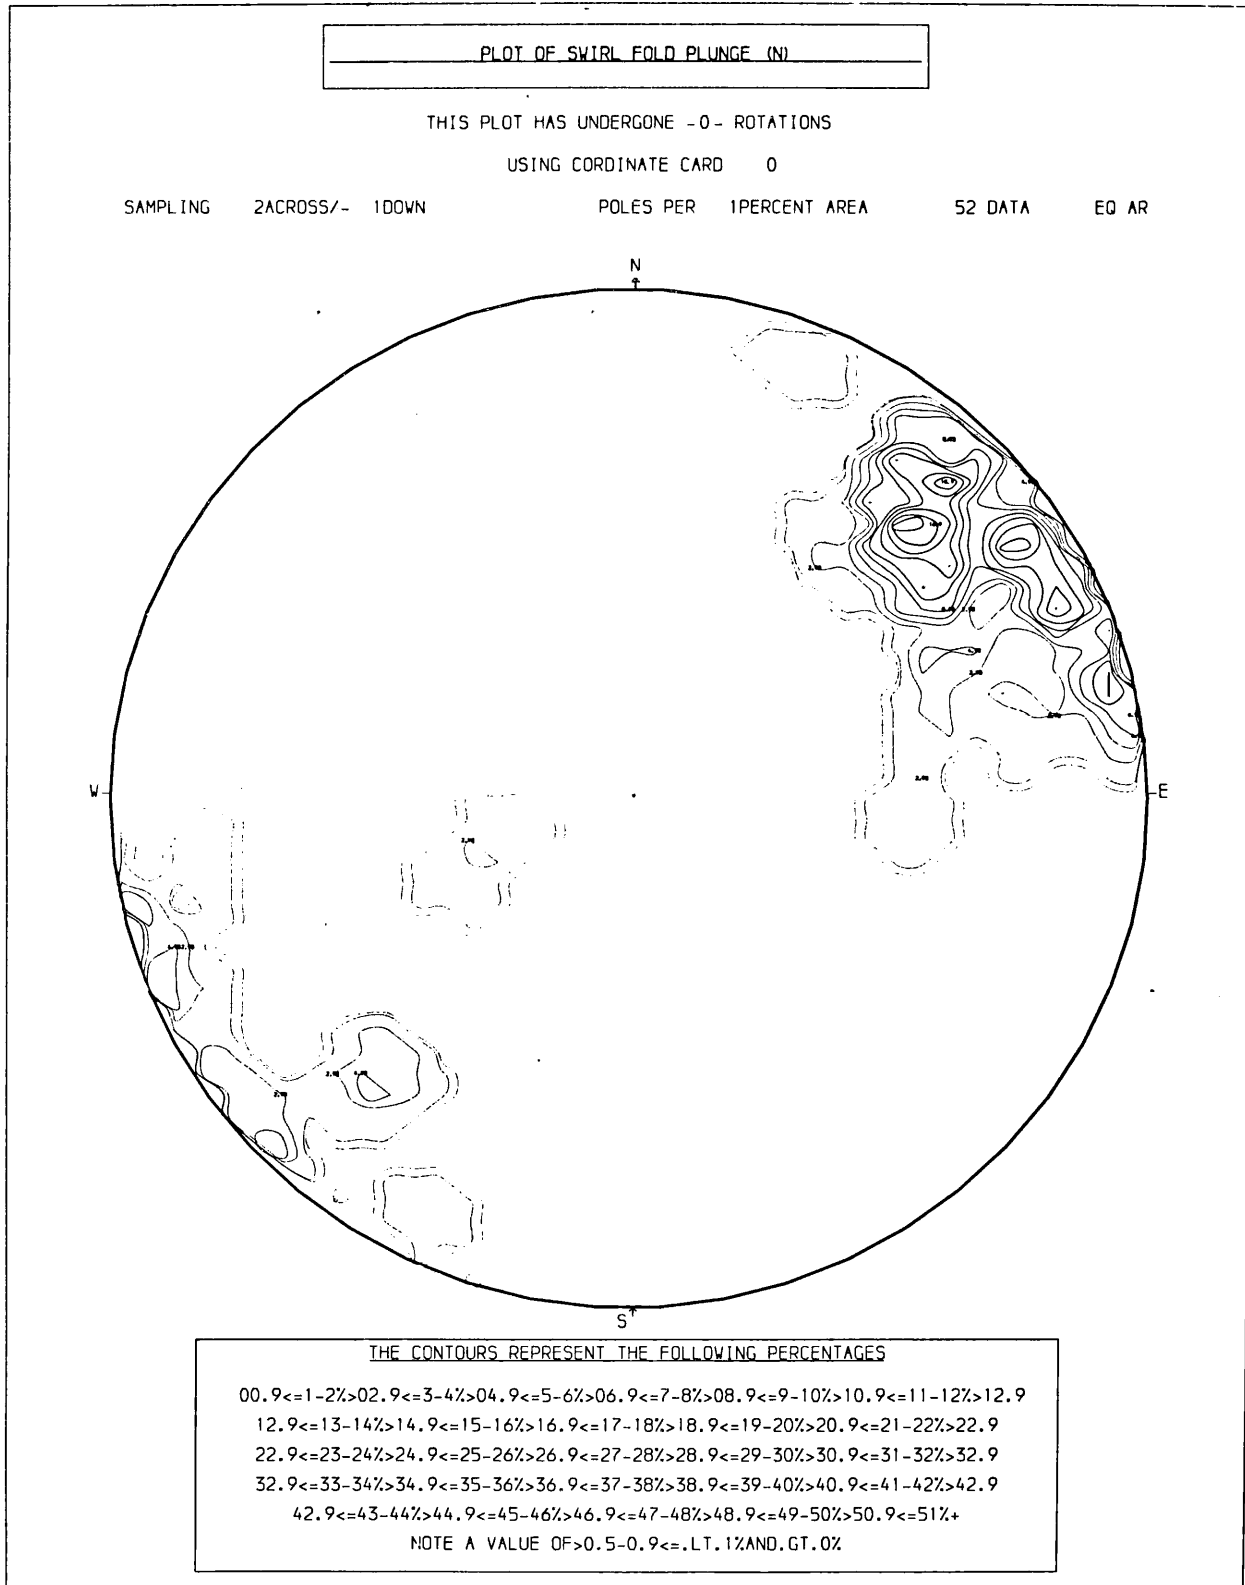 PLOT OF SWIRL FOLD PLUNGE (N)
THIS PLOT HAS UNDERGONE -0- ROTATIONS
USING CORDINATE CARD 0
SAMPLING 2ACROSS/- 1DOWN POLES PER 1PERCENT AREA 52 DATA EQ AR
N
W
E
S
THE CONTOURS REPRESENT THE FOLLOWING PERCENTAGES
00.9<=1-2%>02.9<=3-4%>04.9<=5-6%>06.9<=7-8%>08.9<=9-10%>10.9<=11-12%>12.9
12.9<=13-14%>14.9<=15-16%>16.9<=17-18%>18.9<=19-20%>20.9<=21-22%>22.9
22.9<=23-24%>24.9<=25-26%>26.9<=27-28%>28.9<=29-30%>30.9<=31-32%>32.9
32.9<=33-34%>34.9<=35-36%>36.9<=37-38%>38.9<=39-40%>40.9<=41-42%>42.9
42.9<=43-44%>44.9<=45-46%>46.9<=47-48%>48.9<=49-50%>50.9<=51%+
NOTE A VALUE OF>0.5-0.9<=.LT.1%AND.GT.0%